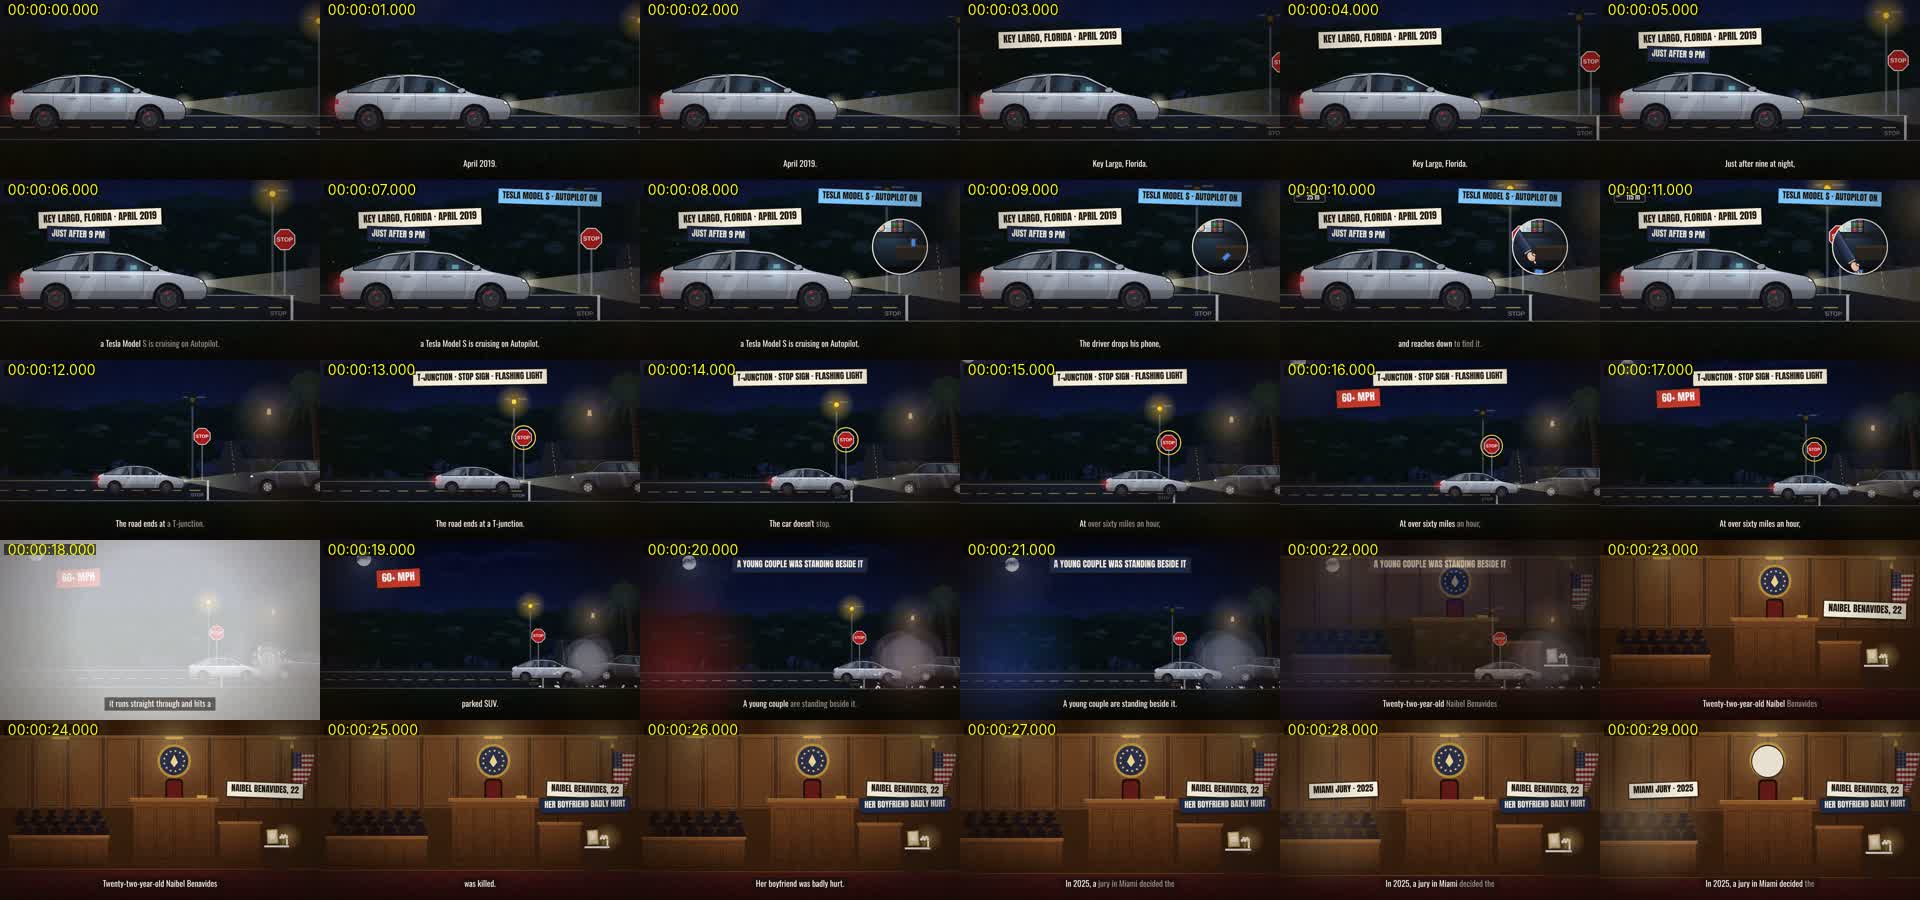 00:00:00.000
00:00:01.000
April 2019.
00:00:02.000
April 2019.
00:00:03.000
KEY LARGO, FLORIDA · APRIL 2019
Key Largo, Florida.
00:00:04.000
KEY LARGO, FLORIDA · APRIL 2019
STOP
STOP
Key Largo, Florida.
00:00:05.000
KEY LARGO, FLORIDA · APRIL 2019
JUST AFTER 9 PM
STOP
STOP
Just after nine at night,
00:00:06.000
KEY LARGO, FLORIDA · APRIL 2019
JUST AFTER 9 PM
STOP
STOP
a Tesla Model S is cruising on Autopilot.
00:00:07.000
TESLA MODEL S · AUTOPILOT ON
KEY LARGO, FLORIDA · APRIL 2019
JUST AFTER 9 PM
STOP
STOP
a Tesla Model S is cruising on Autopilot.
00:00:08.000
TESLA MODEL S · AUTOPILOT ON
KEY LARGO, FLORIDA · APRIL 2019
JUST AFTER 9 PM
STOP
a Tesla Model S is cruising on Autopilot.
00:00:09.000
TESLA MODEL S · AUTOPILOT ON
KEY LARGO, FLORIDA · APRIL 2019
JUST AFTER 9 PM
STOP
The driver drops his phone,
00:00:10.000
TESLA MODEL S · AUTOPILOT ON
KEY LARGO, FLORIDA · APRIL 2019
JUST AFTER 9 PM
STOP
and reaches down to find it.
00:00:11.000
TESLA MODEL S · AUTOPILOT ON
KEY LARGO, FLORIDA · APRIL 2019
JUST AFTER 9 PM
STOP
00:00:12.000
STOP
The road ends at a T-junction.
00:00:13.000
T-JUNCTION · STOP SIGN · FLASHING LIGHT
STOP
The road ends at a T-junction.
00:00:14.000
T-JUNCTION · STOP SIGN · FLASHING LIGHT
STOP
The car doesn't stop.
00:00:15.000
T-JUNCTION · STOP SIGN · FLASHING LIGHT
STOP
At over sixty miles an hour,
00:00:16.000
T-JUNCTION · STOP SIGN · FLASHING LIGHT
60+ MPH
STOP
At over sixty miles an hour,
00:00:17.000
T-JUNCTION · STOP SIGN · FLASHING LIGHT
60+ MPH
STOP
At over sixty miles an hour,
00:00:18.000
60+ MPH
STOP
it runs straight through and hits a
00:00:19.000
60+ MPH
STOP
parked SUV.
00:00:20.000
A YOUNG COUPLE WAS STANDING BESIDE IT
STOP
A young couple are standing beside it.
00:00:21.000
A YOUNG COUPLE WAS STANDING BESIDE IT
STOP
A young couple are standing beside it.
00:00:22.000
A YOUNG COUPLE WAS STANDING BESIDE IT
STOP
Twenty-two-year-old Naibel Benavides
00:00:23.000
NAIBEL BENAVIDES, 22
Twenty-two-year-old Naibel Benavides
00:00:24.000
NAIBEL BENAVIDES, 22
Twenty-two-year-old Naibel Benavides
00:00:25.000
NAIBEL BENAVIDES, 22
HER BOYFRIEND BADLY HURT
was killed.
00:00:26.000
NAIBEL BENAVIDES, 22
HER BOYFRIEND BADLY HURT
Her boyfriend was badly hurt.
00:00:27.000
NAIBEL BENAVIDES, 22
HER BOYFRIEND BADLY HURT
In 2025, a jury in Miami decided the
00:00:28.000
MIAMI JURY · 2025
NAIBEL BENAVIDES, 22
HER BOYFRIEND BADLY HURT
In 2025, a jury in Miami decided the
00:00:29.000
MIAMI JURY · 2025
NAIBEL BENAVIDES, 22
HER BOYFRIEND BADLY HURT
In 2025, a jury in Miami decided the